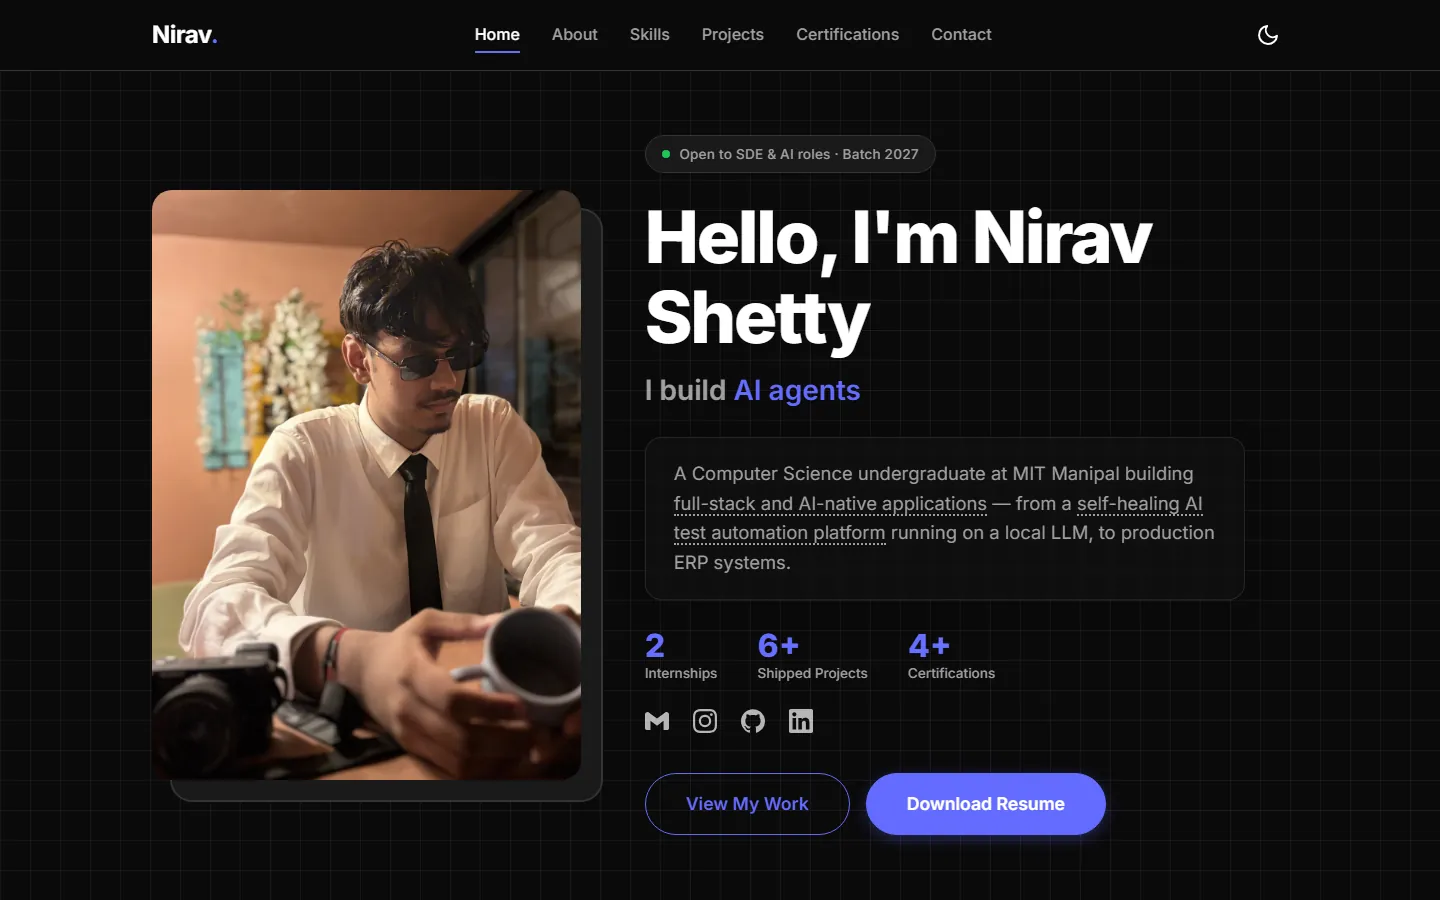 Nirav.
Home
About
Skills
Projects
Certifications
Contact
Open to SDE & AI roles · Batch 2027
Hello, I'm Nirav
Shetty
I build AI agents
A Computer Science undergraduate at MIT Manipal building
full-stack and AI-native applications — from a self-healing AI
test automation platform running on a local LLM, to production
ERP systems.
2
Internships
6+
Shipped Projects
4+
Certifications
View My Work
Download Resume